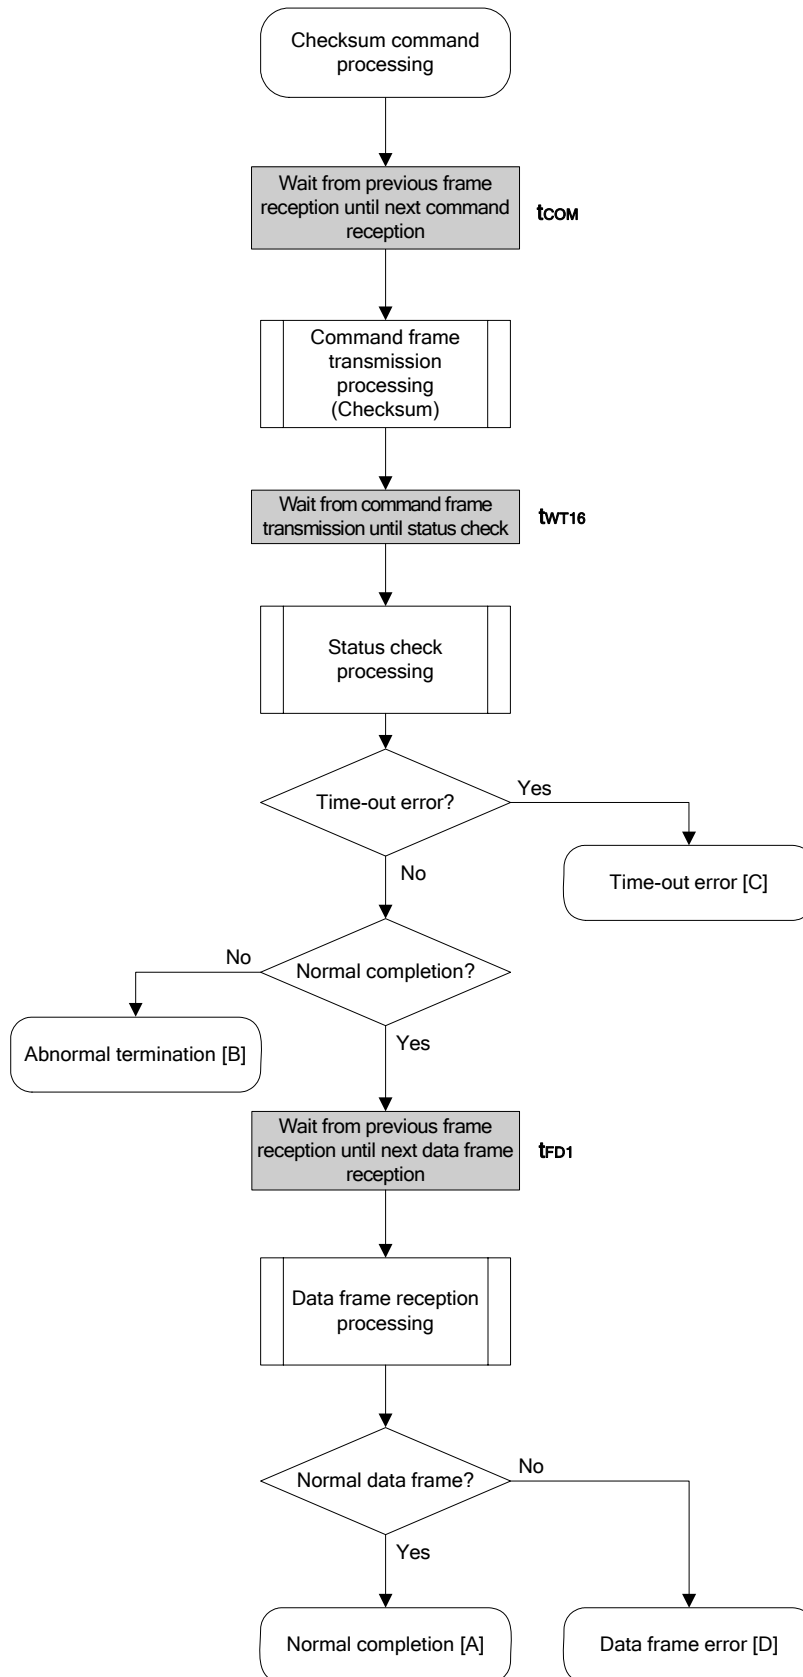 Checksum command
processing
Wait from previous frame
reception until next command
reception
tCOM
Command frame
transmission
processing
(Checksum)
Wait from command frame
transmission until status check
tWT16
Status check
processing
Time-out error?
Yes
No
Time-out error [C]
Normal completion?
No
Yes
Abnormal termination [B]
Wait from previous frame
reception until next data frame
reception
tFD1
Data frame reception
processing
Normal data frame?
No
Yes
Normal completion [A]
Data frame error [D]